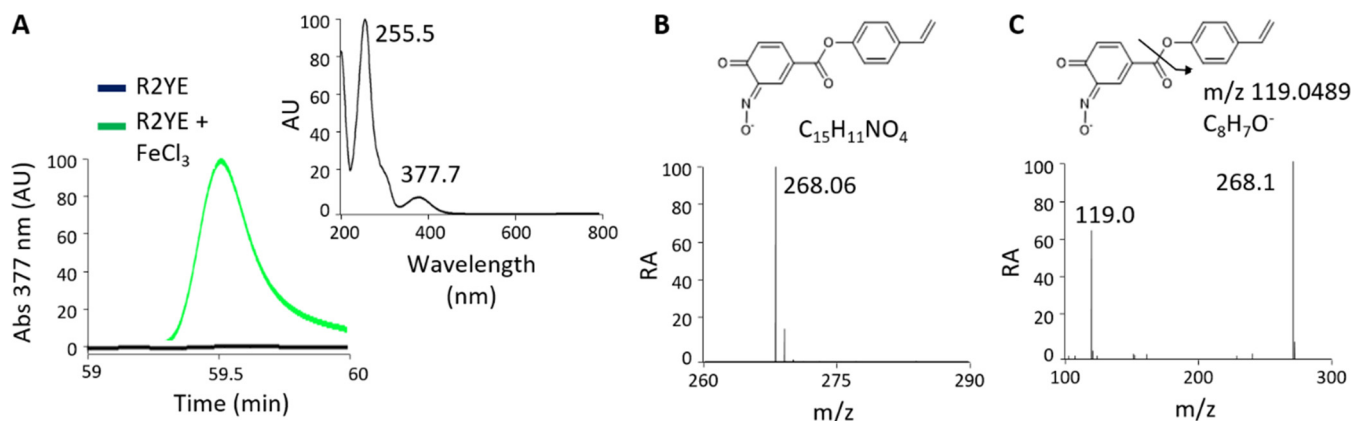 A
R2YE
R2YE +
FeCl₃
Abs 377 nm (AU)
100
80
60
40
20
0
59
59.5
60
Time (min)
AU
100
80
60
40
20
0
255.5
377.7
200
400
600
800
Wavelength
(nm)
B
O
O
O
N
O⁻
C₁₅H₁₁NO₄
RA
100
80
60
40
20
0
268.06
260
275
290
m/z
C
O
O
O
N
O⁻
m/z 119.0489
C₈H₇O⁻
RA
100
80
60
40
20
0
119.0
268.1
100
200
300
m/z